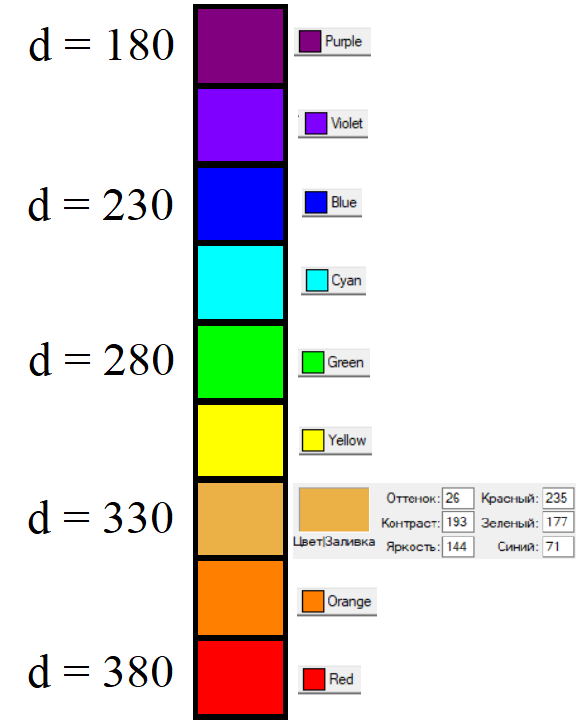 d = 180
Purple
Violet
d = 230
Blue
Cyan
d = 280
Green
Yellow
d = 330
Оттенок: 26 Красный: 235
Контраст: 193 Зеленый: 177
Цвет|Заливка
Яркость: 144 Синий: 71
Orange
d = 380
Red